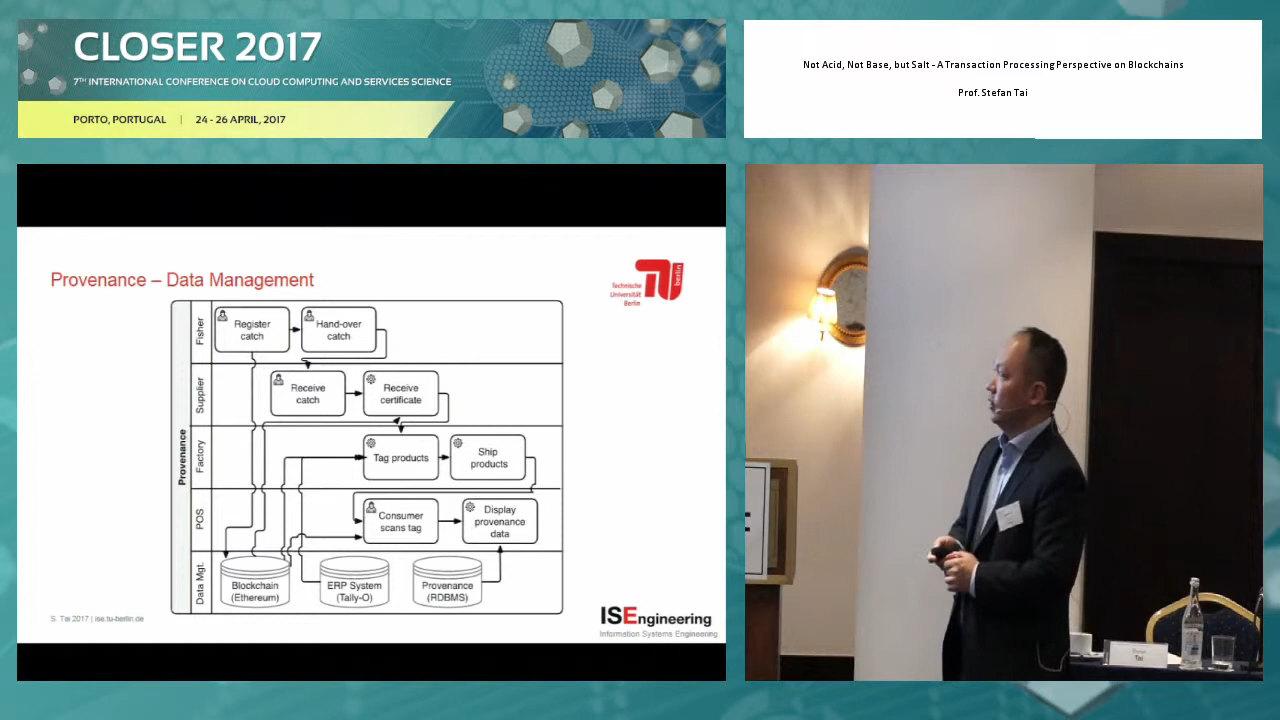 CLOSER 2017
7TH INTERNATIONAL CONFERENCE ON CLOUD COMPUTING AND SERVICES SCIENCE
PORTO, PORTUGAL | 24 - 26 APRIL, 2017
Not Acid, Not Base, but Salt - A Transaction Processing Perspective on Blockchains
Prof. Stefan Tai
Provenance – Data Management
Technische
Universität
Berlin
berlin
Provenance
Fisher
Register
catch
Hand-over
catch
Supplier
Receive
catch
Receive
certificate
Factory
Tag products
Ship
products
POS
Consumer
scans tag
Display
provenance
data
Data Mgt.
Blockchain
(Ethereum)
ERP System
(Tally-O)
Provenance
(RDBMS)
S. Tai 2017 | ise.tu-berlin.de
ISEngineering
Information Systems Engineering
Tai